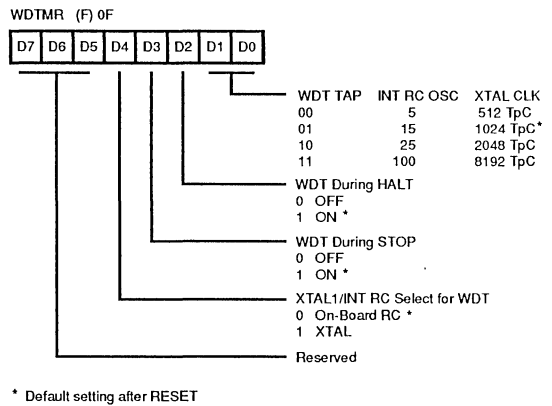 WDTMR (F) 0F
D7 D6 D5 D4 D3 D2 D1 D0
WDT TAP INT RC OSC XTAL CLK
00 5 512 TpC
01 15 1024 TpC*
10 25 2048 TpC
11 100 8192 TpC
WDT During HALT
0 OFF
1 ON *
WDT During STOP
0 OFF
1 ON *
XTAL1/INT RC Select for WDT
0 On-Board RC *
1 XTAL
Reserved
* Default setting after RESET